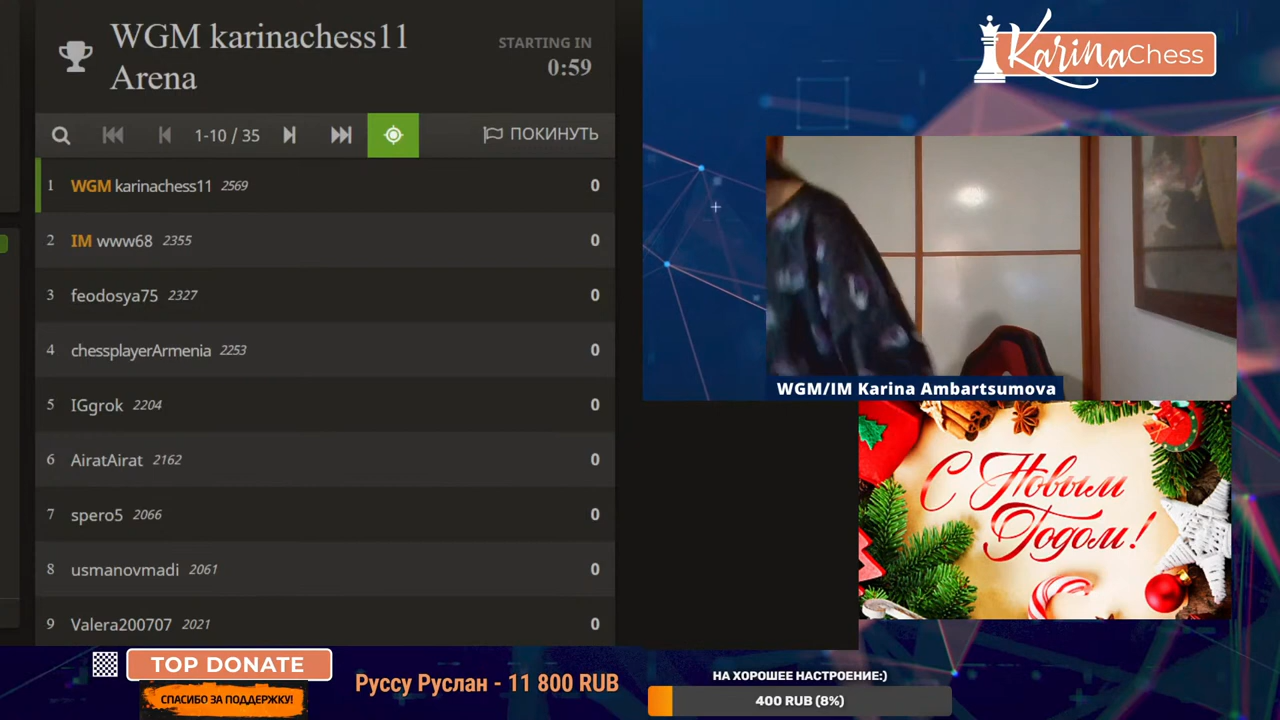 WGM karinachess11
Arena
STARTING IN
0:59
1-10 / 35
ПОКИНУТЬ
1 WGM karinachess11 2569 0
2 IM www68 2355 0
3 feodosya75 2327 0
4 chessplayerArmenia 2253 0
5 IGgrok 2204 0
6 AiratAirat 2162 0
7 spero5 2066 0
8 usmanovmadi 2061 0
9 Valera200707 2021 0
KarinaChess
WGM/IM Karina Ambartsumova
С Новым
Годом!
TOP DONATE
СПАСИБО ЗА ПОДДЕРЖКУ!
Руссу Руслан - 11 800 RUB
НА ХОРОШЕЕ НАСТРОЕНИЕ:)
400 RUB (8%)